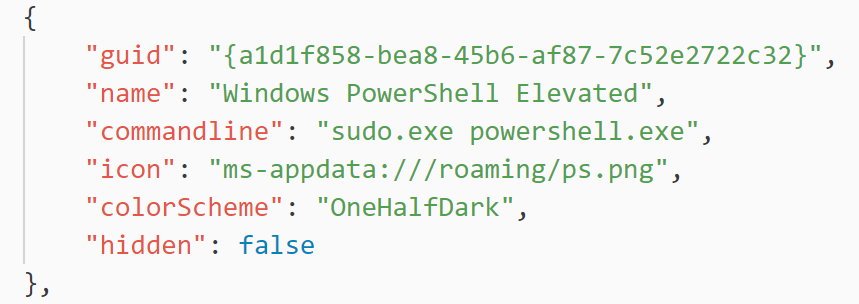 {
"guid": "{a1d1f858-bea8-45b6-af87-7c52e2722c32}",
"name": "Windows PowerShell Elevated",
"commandline": "sudo.exe powershell.exe",
"icon": "ms-appdata:///roaming/ps.png",
"colorScheme": "OneHalfDark",
"hidden": false
},